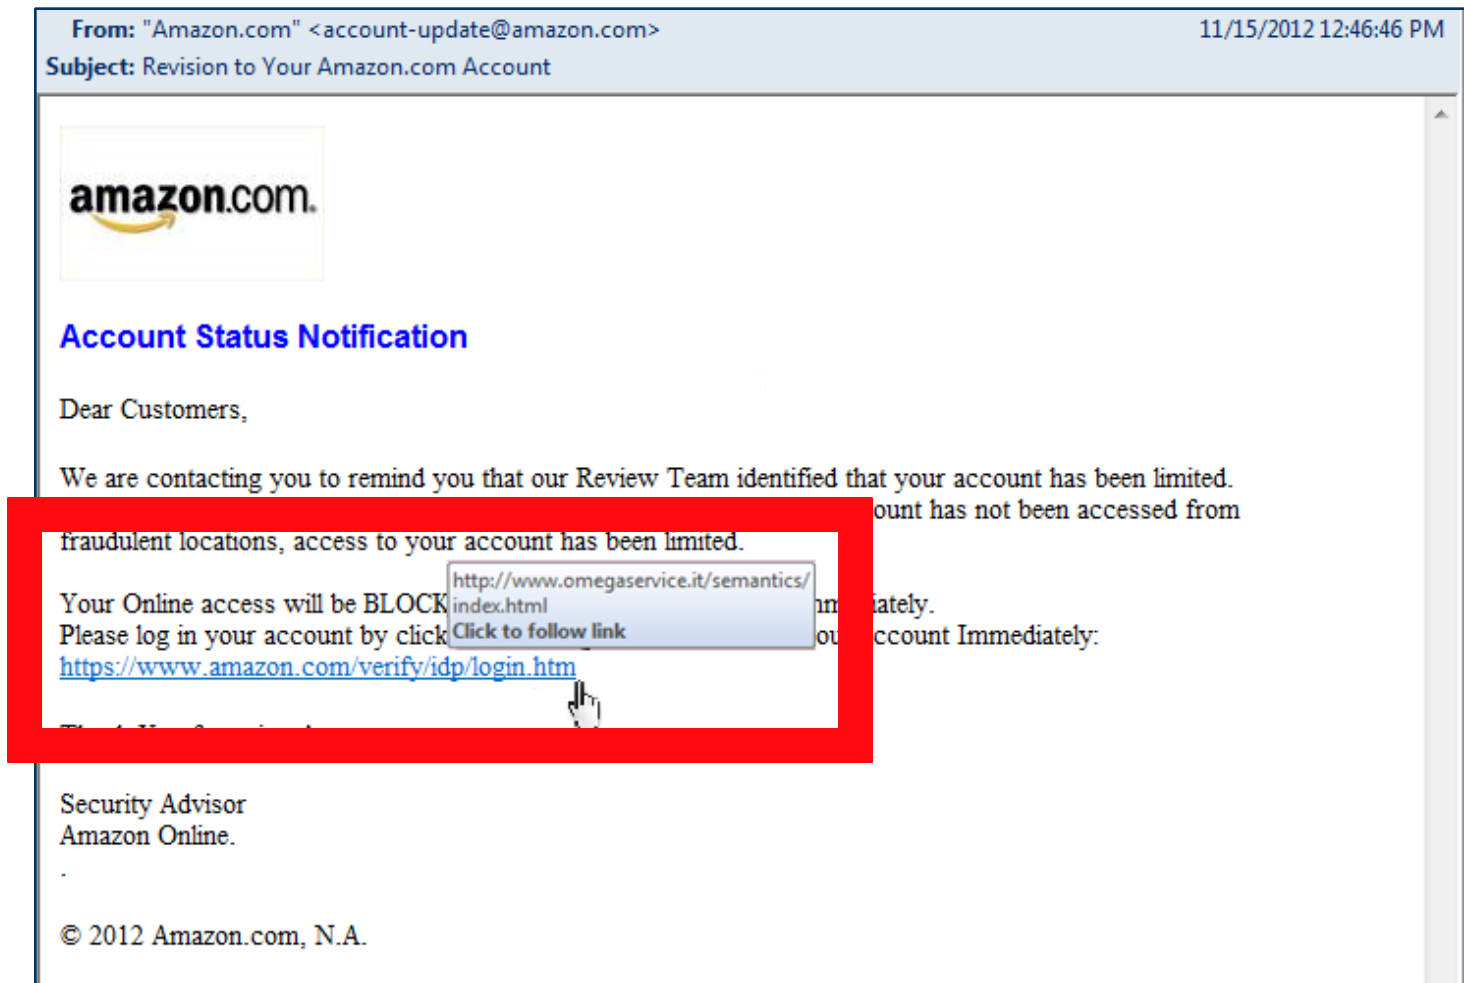 From: "Amazon.com" <account-update@amazon.com> 11/15/2012 12:46:46 PM
Subject: Revision to Your Amazon.com Account
amazon.com.
Account Status Notification
Dear Customers,
We are contacting you to remind you that our Review Team identified that your account has been limited.
ount has not been accessed from
fraudulent locations, access to your account has been limited.
http://www.omegaservice.it/semantics/
index.html
Click to follow link
Your Online access will be BLOCK iately.
Please log in your account by click ccount Immediately:
https://www.amazon.com/verify/idp/login.htm
Security Advisor
Amazon Online.
.
© 2012 Amazon.com, N.A.